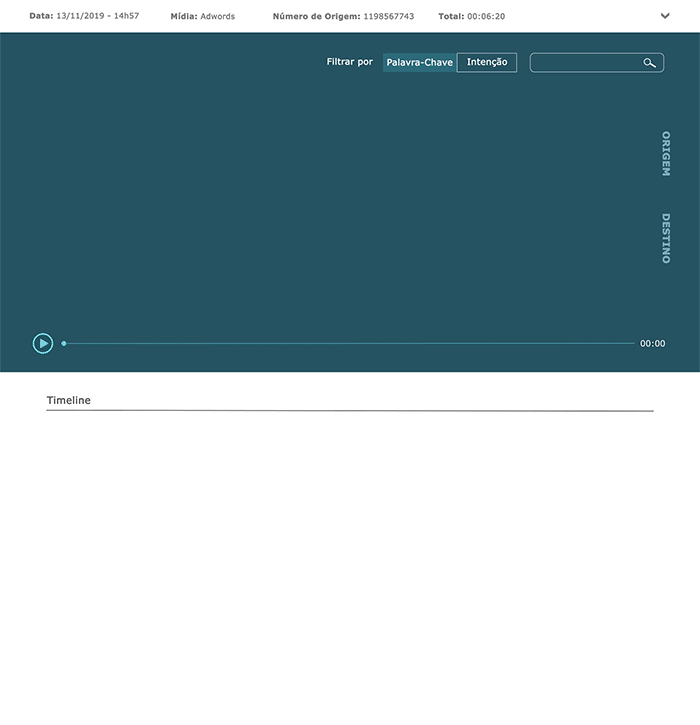 Data: 13/11/2019 - 14h57 Mídia: Adwords Número de Origem: 1198567743 Total: 00:06:20
Filtrar por Palavra-Chave Intenção
ORIGEM
DESTINO
00:00
Timeline